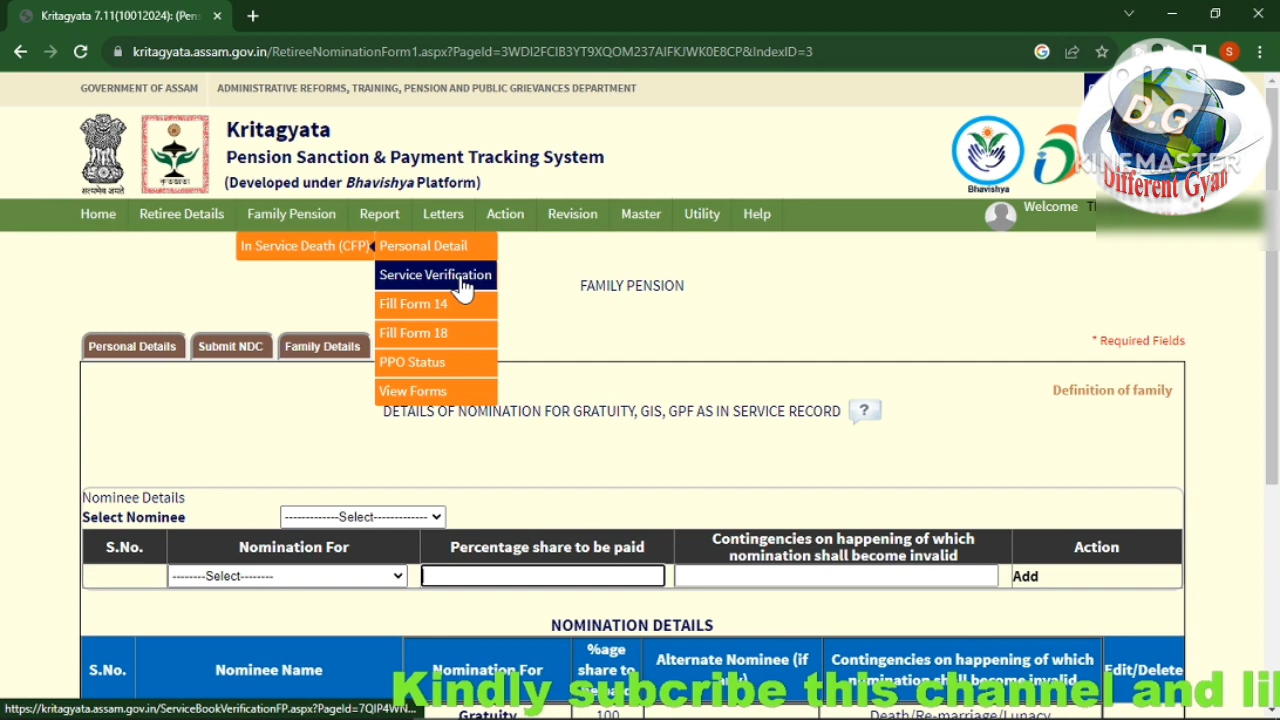 Kritagyata 7.11(10012024): (Pens
kritagyata.assam.gov.in/RetireeNominationForm1.aspx?PageId=3WDI2FCIB3YT9XQOM237AIFKJWK0E8CP&IndexID=3
S
GOVERNMENT OF ASSAM ADMINISTRATIVE REFORMS, TRAINING, PENSION AND PUBLIC GRIEVANCES DEPARTMENT
Kritagyata
Pension Sanction & Payment Tracking System
(Developed under Bhavishya Platform)
सत्यमेव जयते
Bhavishya
K
D.G
KINEMASTER
Different Gyan
Home Retiree Details Family Pension Report Letters Action Revision Master Utility Help
Welcome
In Service Death (CFP) Personal Detail
Service Verification
Fill Form 14
Fill Form 18
PPO Status
View Forms
FAMILY PENSION
Personal Details Submit NDC Family Details
* Required Fields
Definition of family
DETAILS OF NOMINATION FOR GRATUITY, GIS, GPF AS IN SERVICE RECORD ?
Nominee Details
Select Nominee -------------Select-------------
S.No. Nomination For Percentage share to be paid Contingencies on happening of which nomination shall become invalid Action
--------Select-------- Add
NOMINATION DETAILS
S.No. Nominee Name Nomination For %age share to Alternate Nominee (if Contingencies on happening of which Edit/Delete
Kindly subcribe this channel and li
https://kritagyata.assam.gov.in/ServiceBookVerificationFP.aspx?PageId=7QIP4WN...
Gratuity 100 Death/Re-marriage/Lunacy